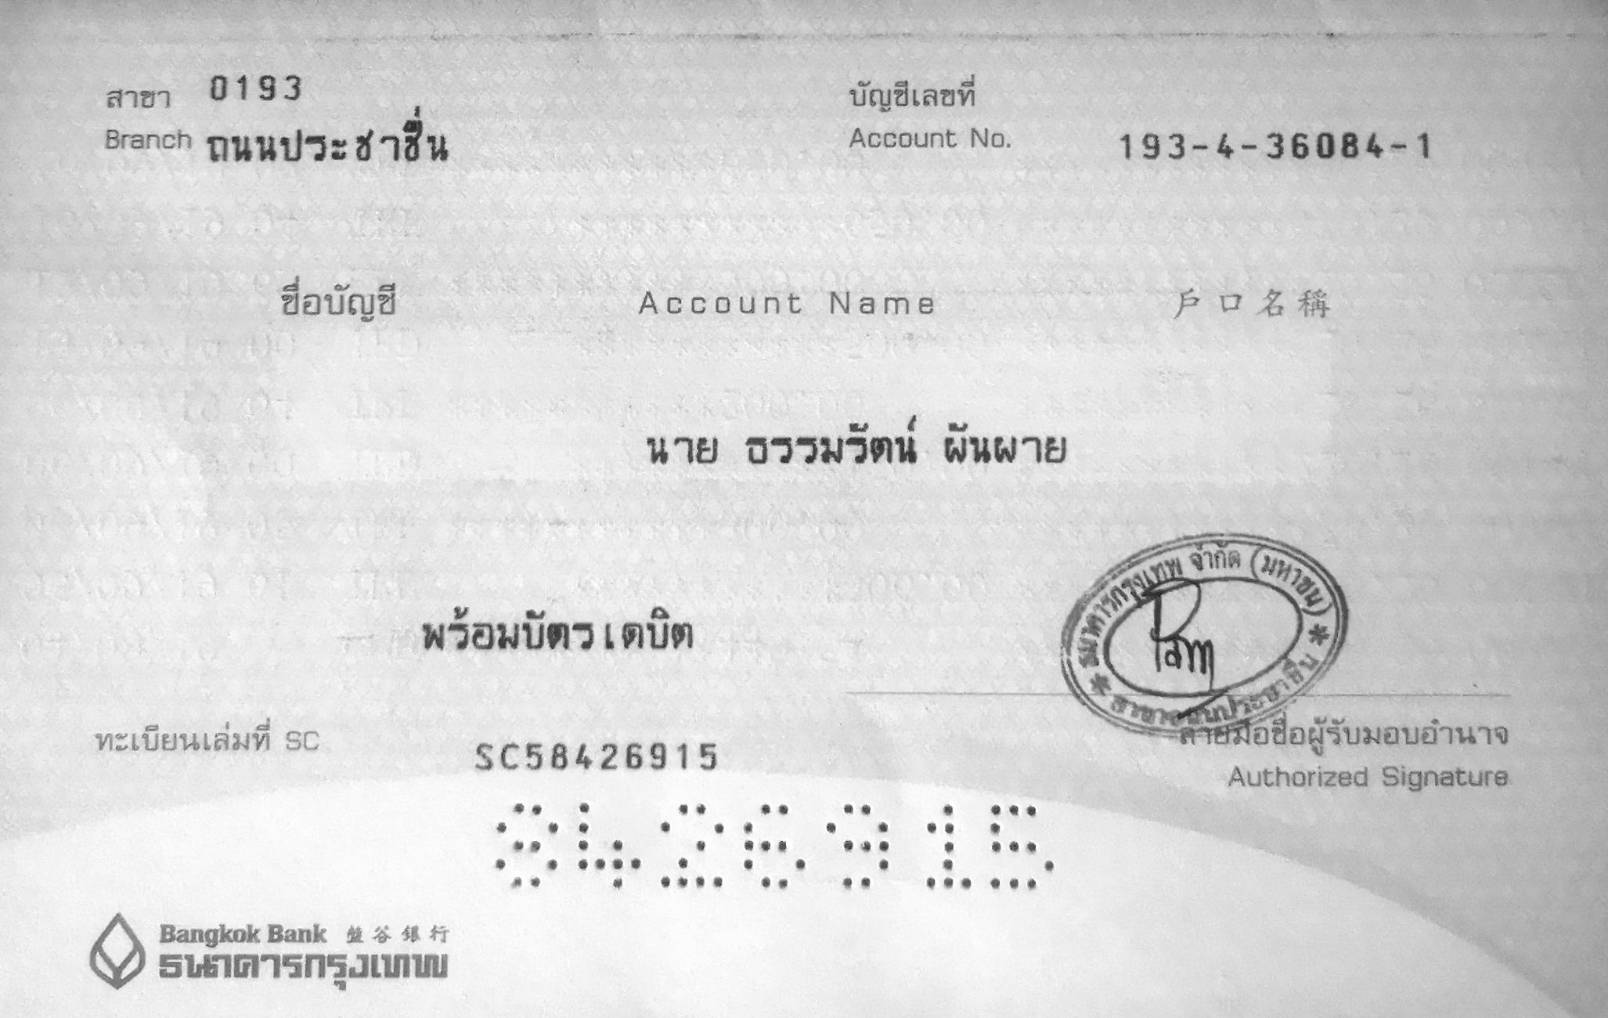 สาขา 0193
Branch ถนนประชาชื่น
บัญชีเลขที่
Account No. 193-4-36084-1
ชื่อบัญชี Account Name 戶口名稱
นาย ธรรมรัตน์ ผันผาย
พร้อมบัตรเดบิต
ธนาคารกรุงเทพ จำกัด (มหาชน)
Pam
* สาขาถนนประชาชื่น *
ลายมือชื่อผู้รับมอบอำนาจ
Authorized Signature
ทะเบียนเล่มที่ SC SC58426915
8426915
Bangkok Bank 盤谷銀行
ธนาคารกรุงเทพ